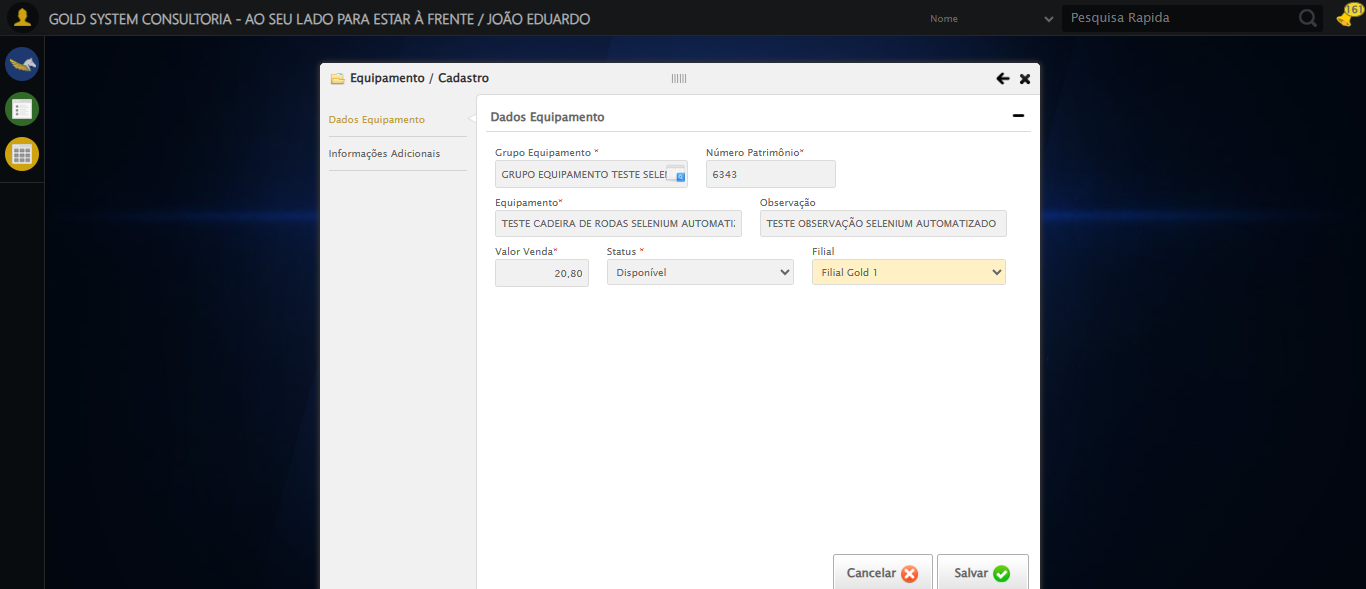 GOLD SYSTEM CONSULTORIA - AO SEU LADO PARA ESTAR À FRENTE / JOÃO EDUARDO
Nome
Pesquisa Rapida
161
Equipamento / Cadastro
Dados Equipamento
Informações Adicionais
Dados Equipamento
Grupo Equipamento * Número Patrimônio*
GRUPO EQUIPAMENTO TESTE SELE 6343
Equipamento* Observação
TESTE CADEIRA DE RODAS SELENIUM AUTOMATI TESTE OBSERVAÇÃO SELENIUM AUTOMATIZADO
Valor Venda* Status * Filial
20,80 Disponível Filial Gold 1
Cancelar Salvar